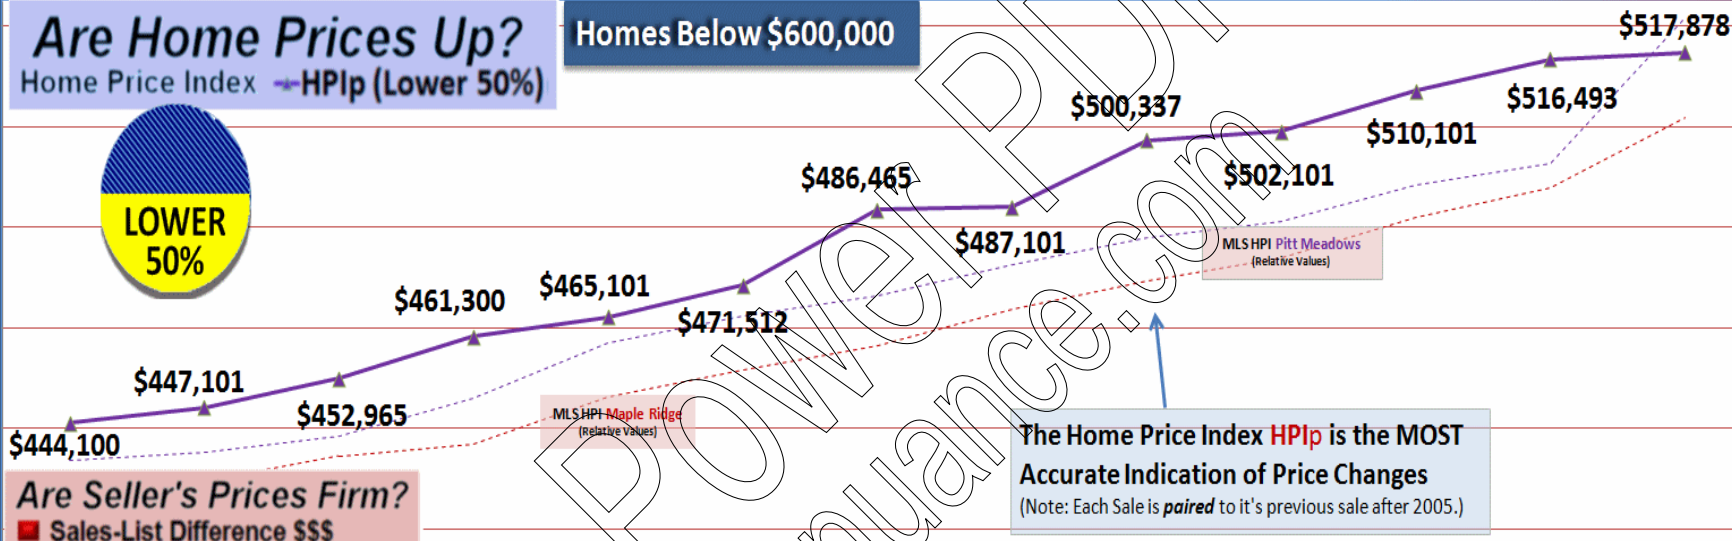 Are Home Prices Up?
Home Price Index HPIp (Lower 50%)
Homes Below $600,000
LOWER
50%
$444,100
$447,101
$452,965
$461,300
$465,101
$471,512
$486,465
$487,101
$500,337
$502,101
$510,101
$516,493
$517,878
MLS HPI Pitt Meadows
(Relative Values)
MLS HPI Maple Ridge
(Relative Values)
The Home Price Index HPIp is the MOST
Accurate Indication of Price Changes
(Note: Each Sale is paired to it's previous sale after 2005.)
Are Seller's Prices Firm?
Sales-List Difference $$$
Power PD
nuance.com